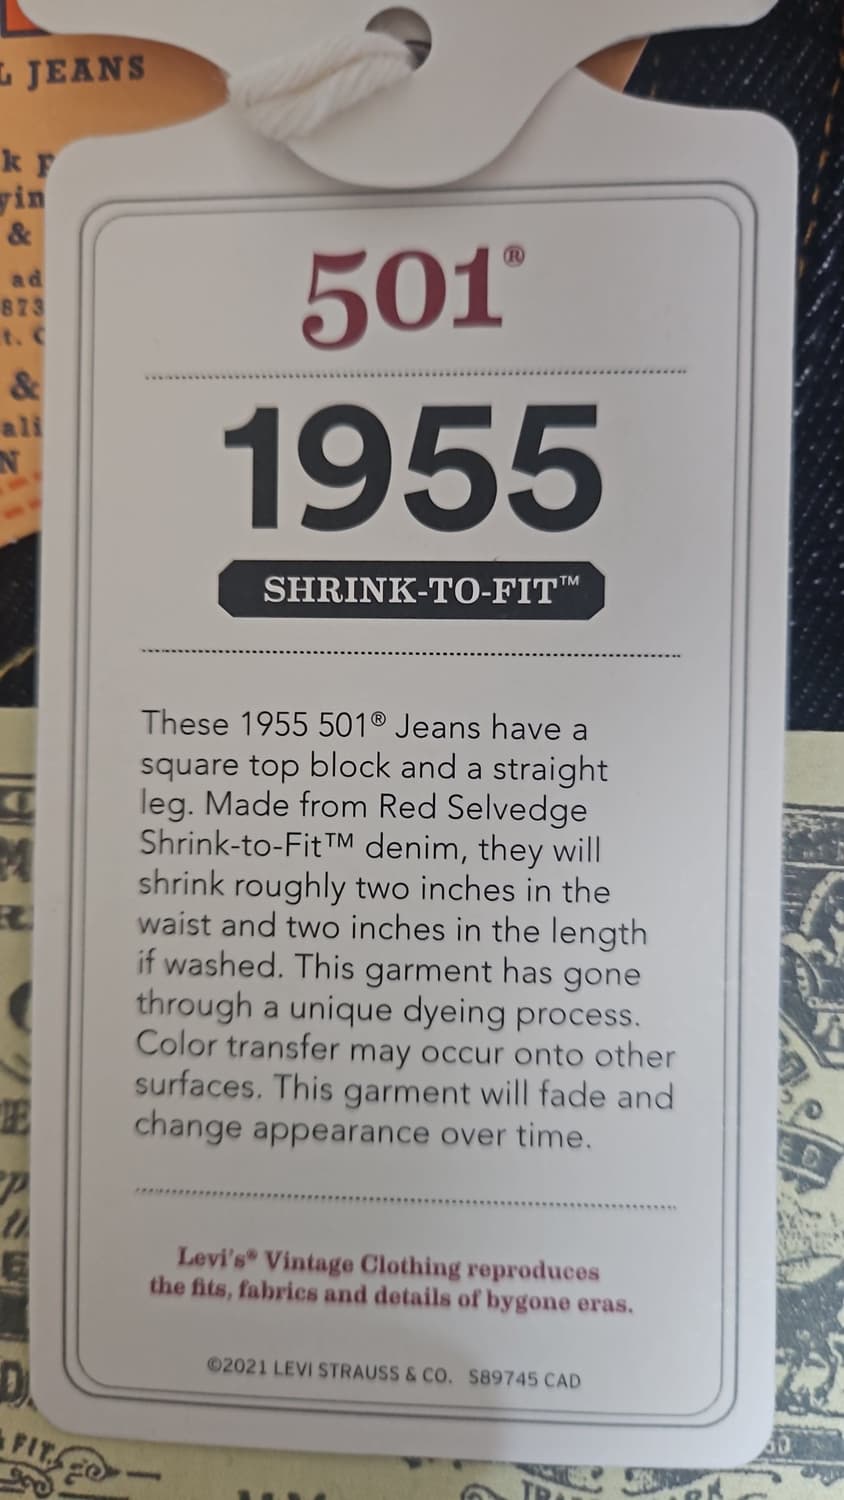 JEANS
&
ad
873
&
N
501®
1955
SHRINK-TO-FIT™
These 1955 501® Jeans have a
square top block and a straight
leg. Made from Red Selvedge
Shrink-to-Fit™ denim, they will
shrink roughly two inches in the
waist and two inches in the length
if washed. This garment has gone
through a unique dyeing process.
Color transfer may occur onto other
surfaces. This garment will fade and
change appearance over time.
Levi's® Vintage Clothing reproduces
the fits, fabrics and details of bygone eras.
©2021 LEVI STRAUSS & CO. S89745 CAD
FIT.